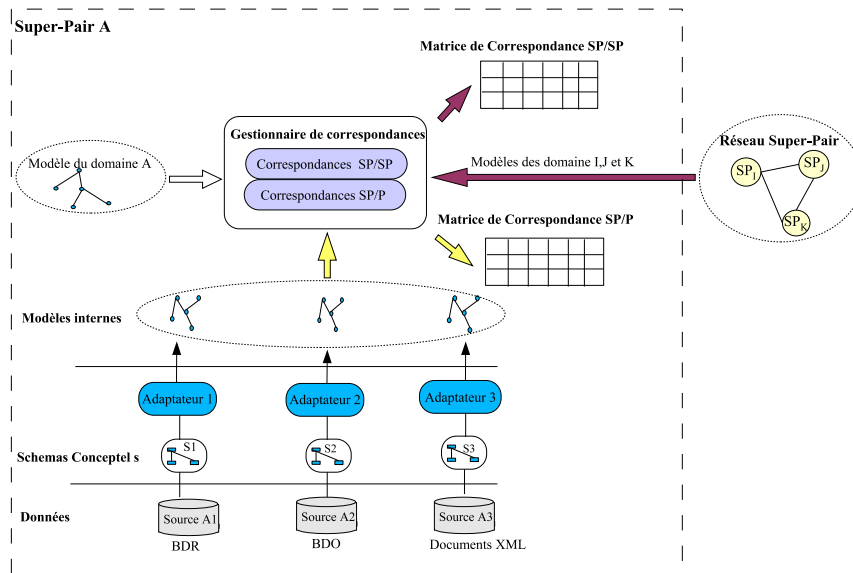 Super-Pair A
Matrice de Correspondance SP/SP
Gestionnaire de correspondances
Correspondances SP/SP
Correspondances SP/P
Modèle du domaine A
Modèles des domaine I,J et K
Réseau Super-Pair
SP_I
SP_J
SP_K
Matrice de Correspondance SP/P
Modèles internes
Adaptateur 1
Adaptateur 2
Adaptateur 3
Schemas Conceptel s
S1
S2
S3
Données
Source A1
Source A2
Source A3
BDR
BDO
Documents XML